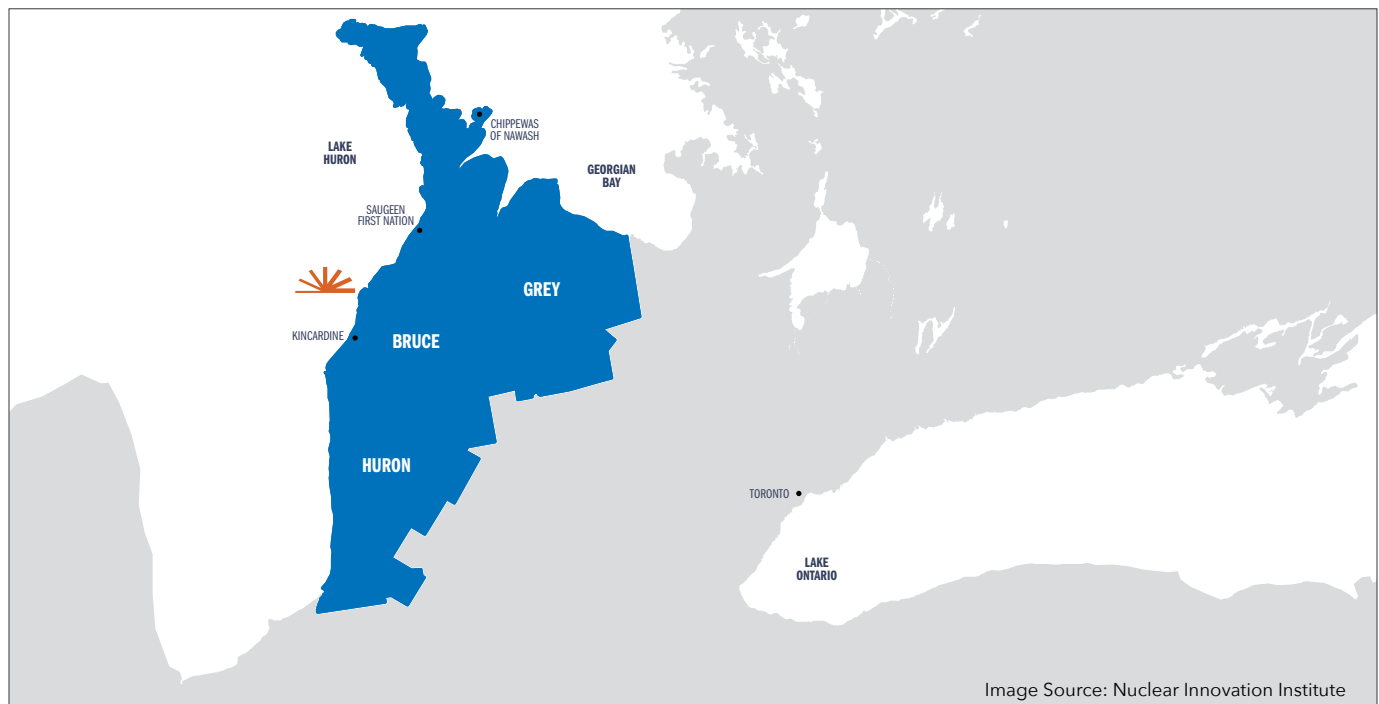 CHIPPEWAS
OF NAWASH
LAKE
HURON
GEORGIAN
BAY
SAUGEEN
FIRST NATION
GREY
KINCARDINE
BRUCE
HURON
TORONTO
LAKE
ONTARIO
Image Source: Nuclear Innovation Institute